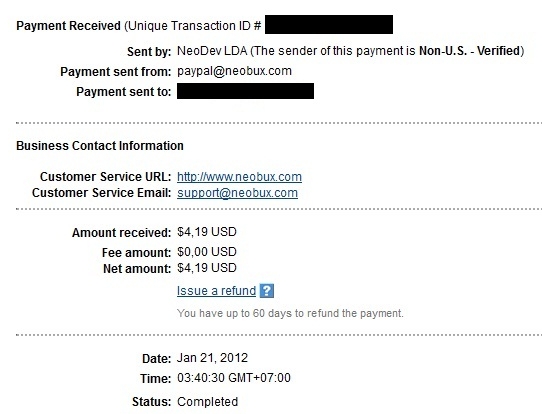 Payment Received (Unique Transaction ID #
Sent by: NeoDev LDA (The sender of this payment is Non-U.S. - Verified)
Payment sent from: paypal@neobux.com
Payment sent to:
Business Contact Information
Customer Service URL: http://www.neobux.com
Customer Service Email: support@neobux.com
Amount received: $4,19 USD
Fee amount: $0,00 USD
Net amount: $4,19 USD
Issue a refund ?
You have up to 60 days to refund the payment.
Date: Jan 21, 2012
Time: 03:40:30 GMT+07:00
Status: Completed